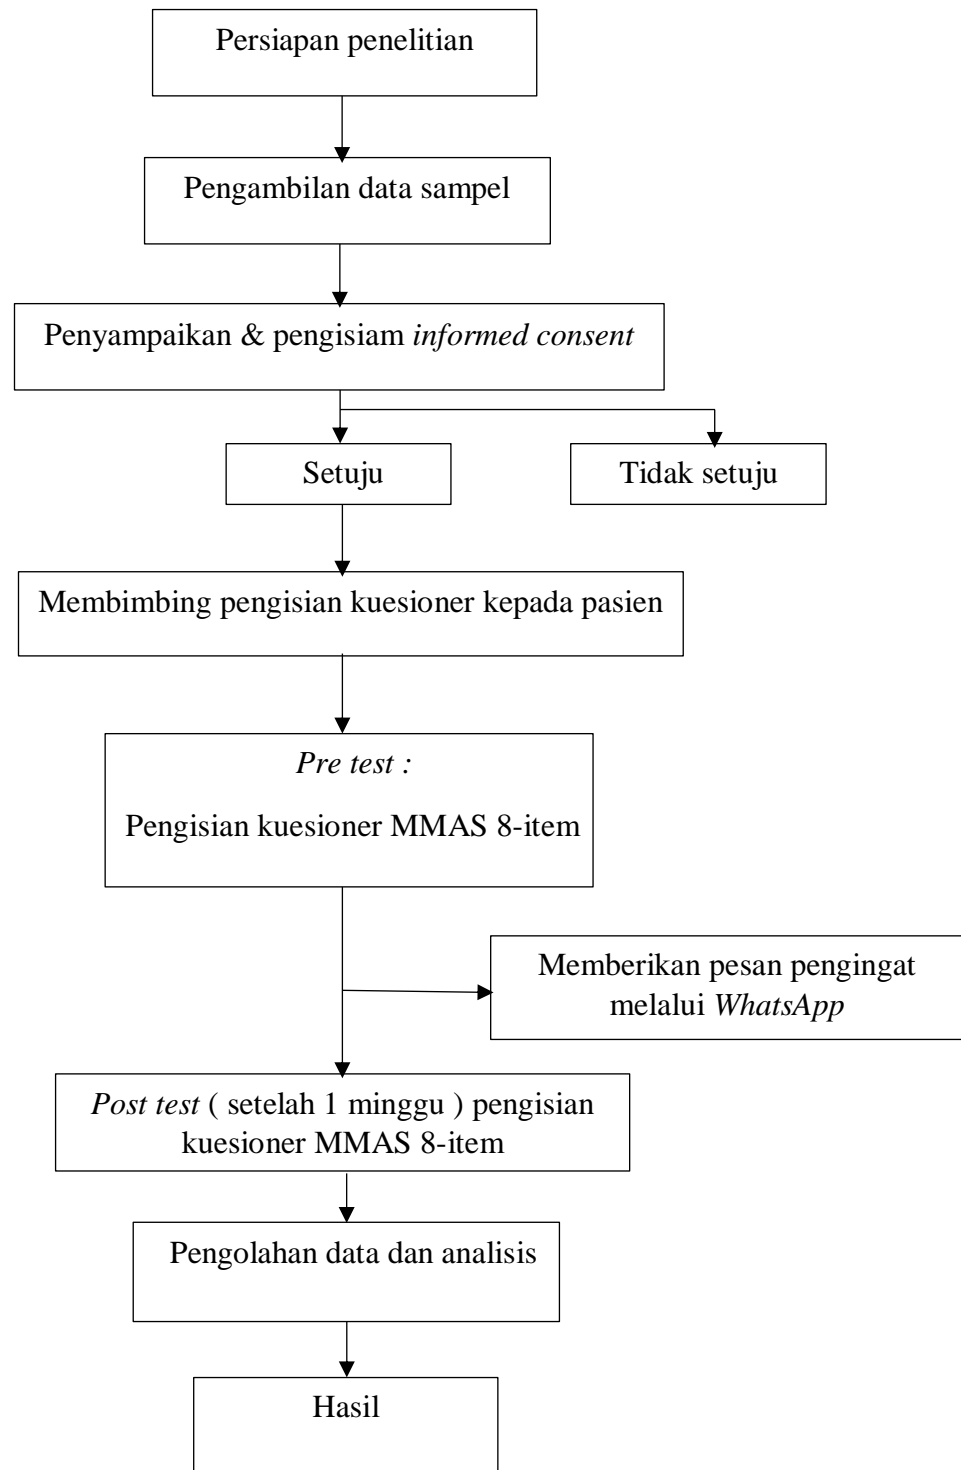 Persiapan penelitian
Pengambilan data sampel
Penyampaikan & pengisiam informed consent
Setuju
Tidak setuju
Membimbing pengisian kuesioner kepada pasien
Pre test :
Pengisian kuesioner MMAS 8-item
Memberikan pesan pengingat
melalui WhatsApp
Post test ( setelah 1 minggu ) pengisian
kuesioner MMAS 8-item
Pengolahan data dan analisis
Hasil